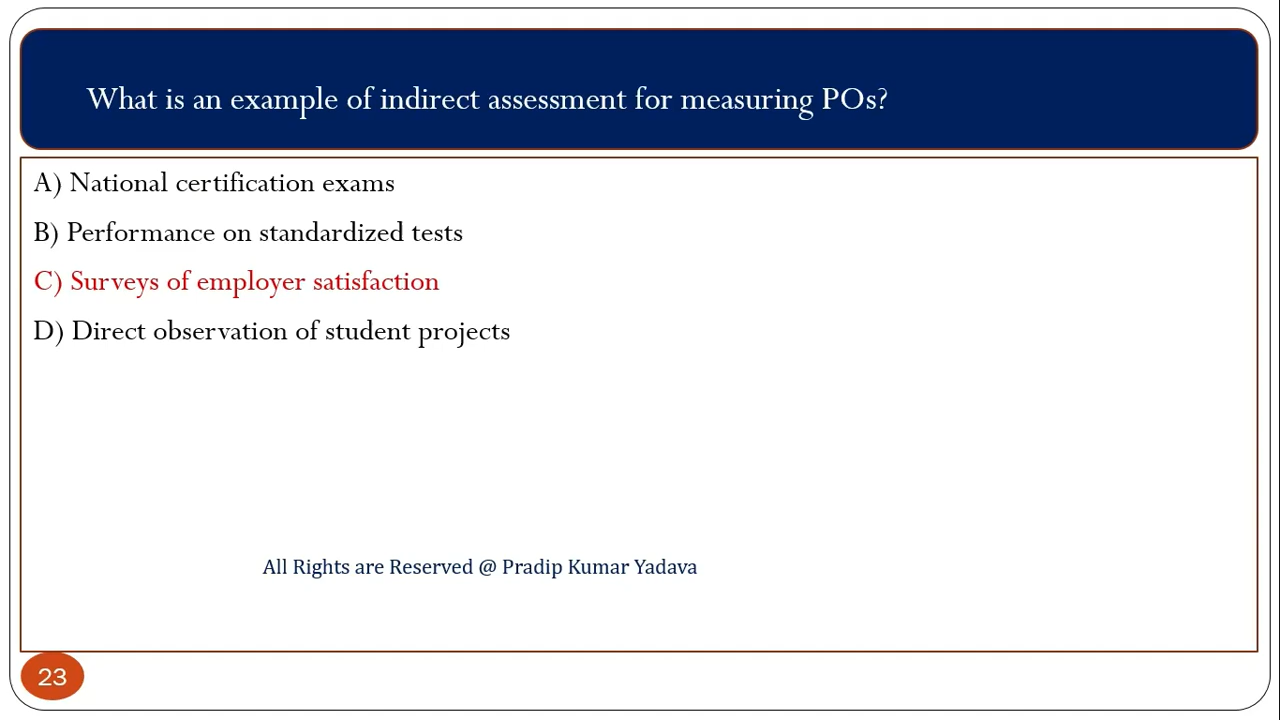 What is an example of indirect assessment for measuring POs?
A) National certification exams
B) Performance on standardized tests
C) Surveys of employer satisfaction
D) Direct observation of student projects
All Rights are Reserved @ Pradip Kumar Yadava
23